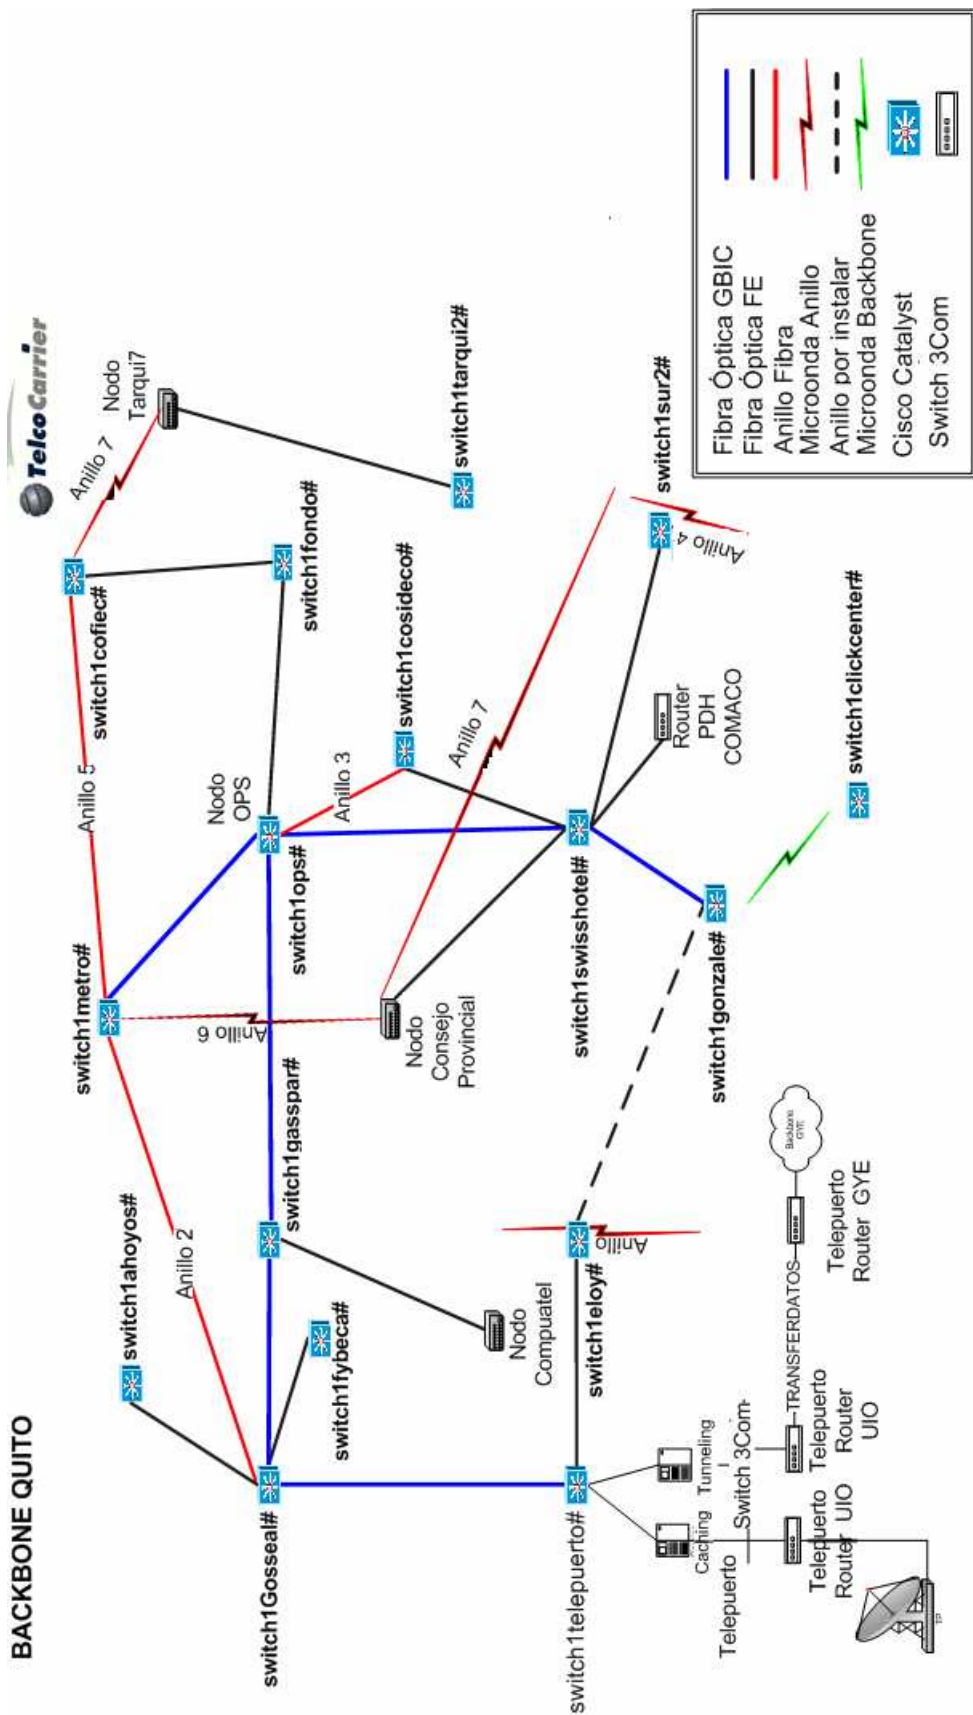 BACKBONE QUITO
TelcoCarrier
switch1ahoyos#
Anillo 2
switch1metro#
Anillo 5
switch1cofiec#
Anillo 7
Nodo
Tarqui7
switch1Gosseal#
switch1fybeca#
switch1gasspar#
Anillo 6
switch1ops#
Nodo
OPS
Anillo 3
switch1fondo#
switch1cosideco#
switch1tarqui2#
Nodo
Compuatel
Nodo
Consejo
Provincial
Anillo 7
switch1telepuerto#
switch1eloy#
Anillo
switch1swisshotel#
Router
PDH
COMACO
switch1sur2#
Anillo 4
switch1gonzale#
switch1clickcenter#
Caching
Tunneling
Telepuerto
Switch 3Com
Telepuerto
Router UIO
Telepuerto
Router
UIO
TRANSFERDATOS
Telepuerto
Router GYE
Backbone
GYE
TP
Fibra Óptica GBIC
Fibra Óptica FE
Anillo Fibra
Microonda Anillo
Anillo por instalar
Microonda Backbone
Cisco Catalyst
Switch 3Com